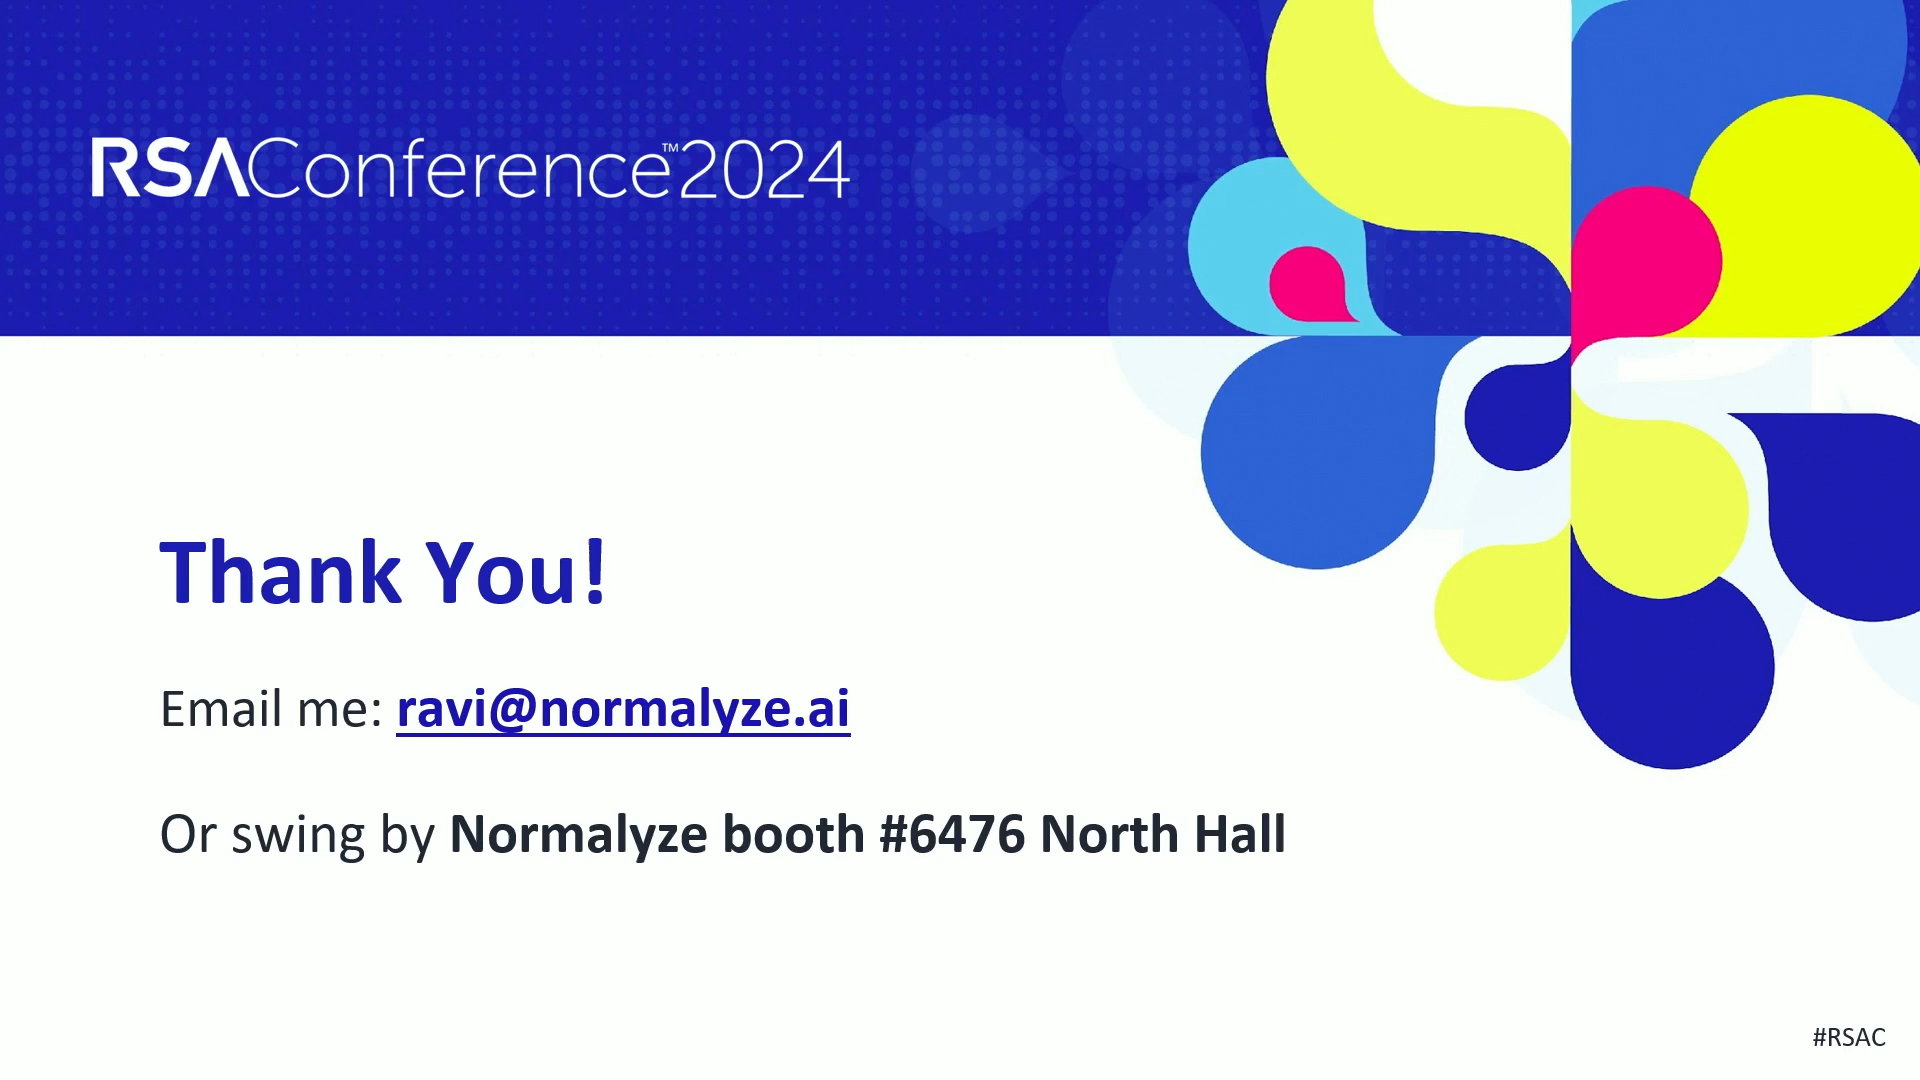 RSAConference™2024
Thank You!
Email me: ravi@normalyze.ai
Or swing by Normalyze booth #6476 North Hall
#RSAC